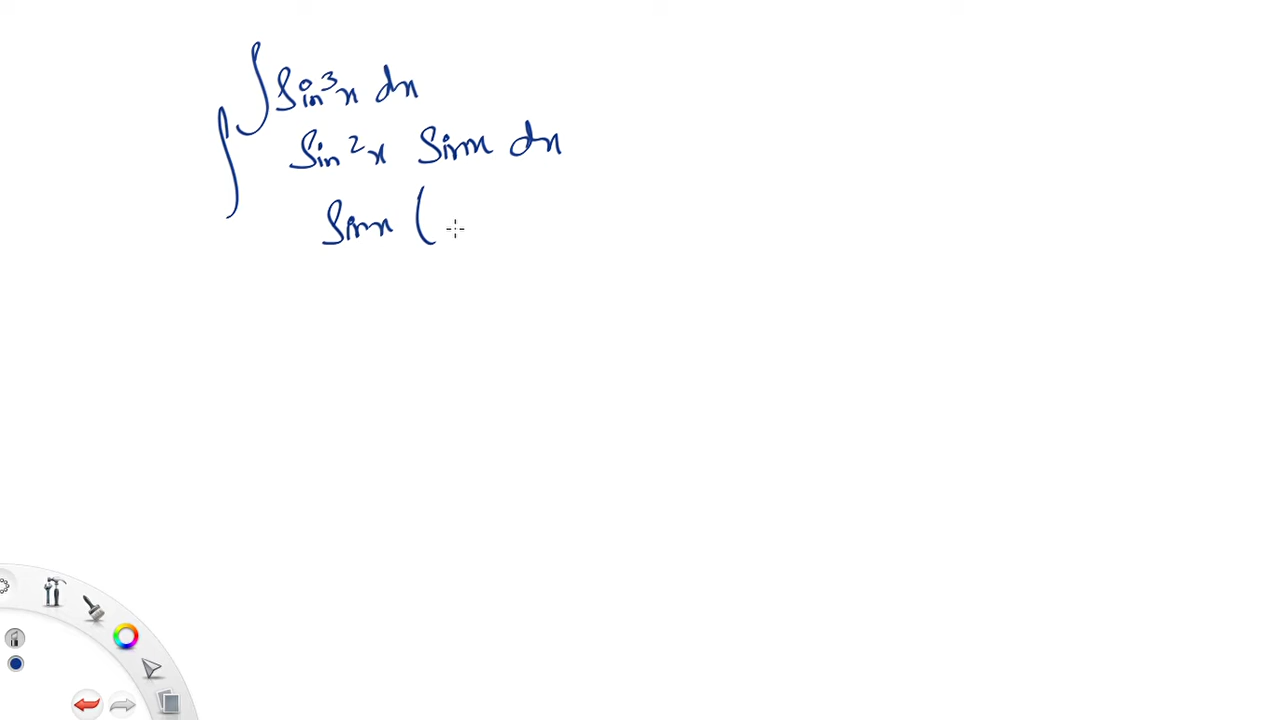 ∫ sin³x dx
∫ sin²x sinx dx
sinx (